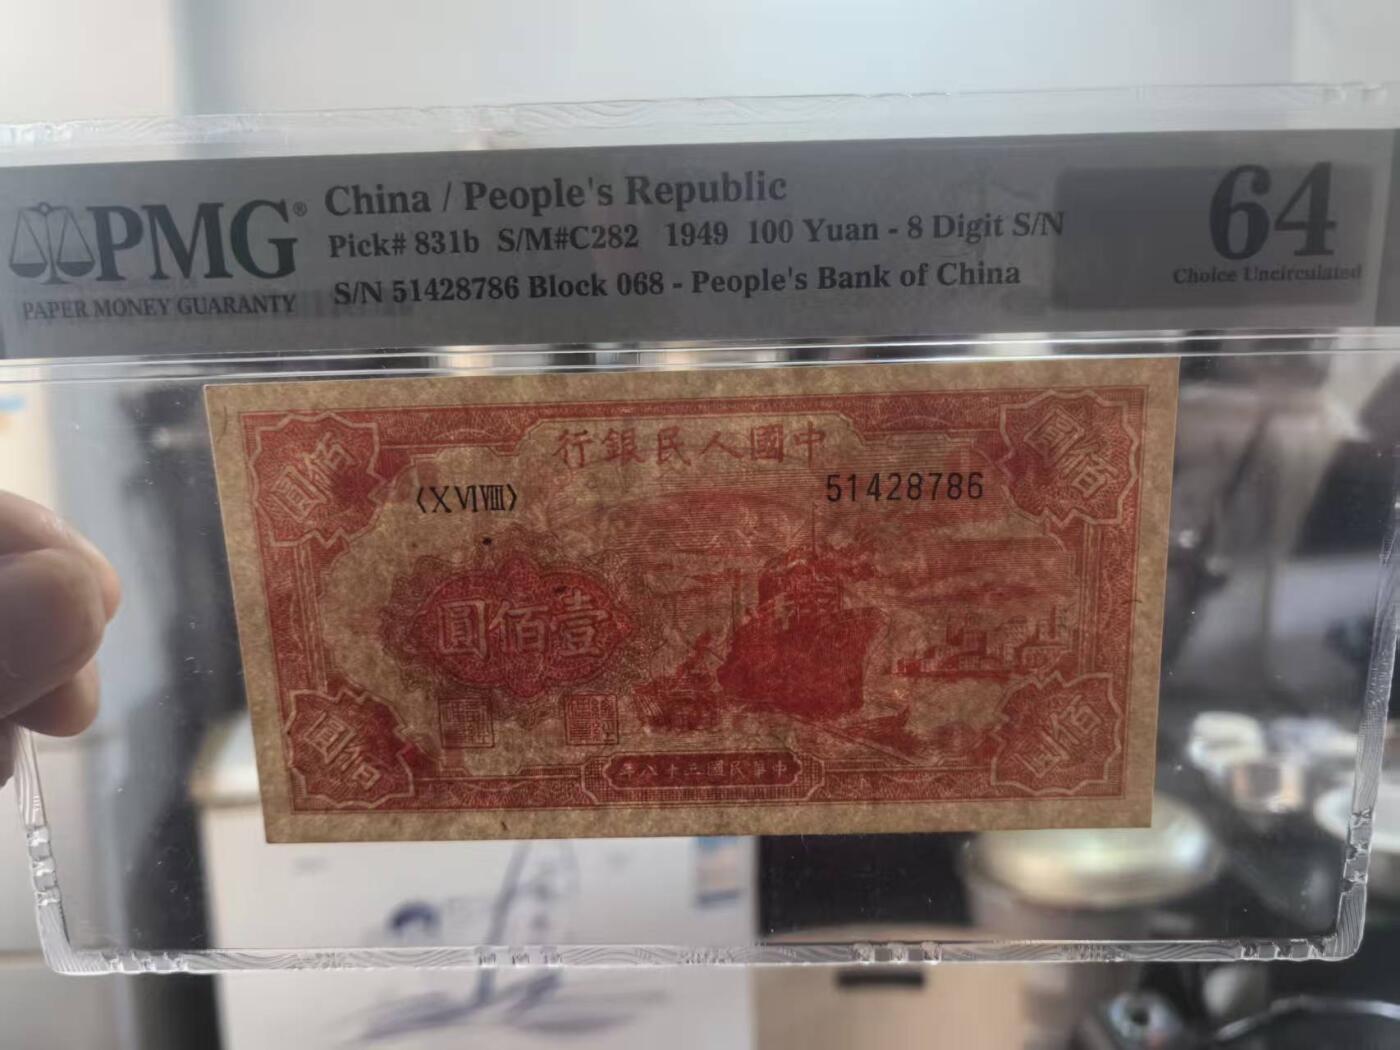 PMG®
PAPER MONEY GUARANTY
China / People's Republic
Pick# 831b S/M#C282 1949 100 Yuan - 8 Digit S/N
S/N 51428786 Block 068 - People's Bank of China
64
Choice Uncirculated
行銀民人國中
圓佰
圓佰
〈X VI VIII〉
51428786
圓佰壹
圓佰
圓佰
年八十三國民華中